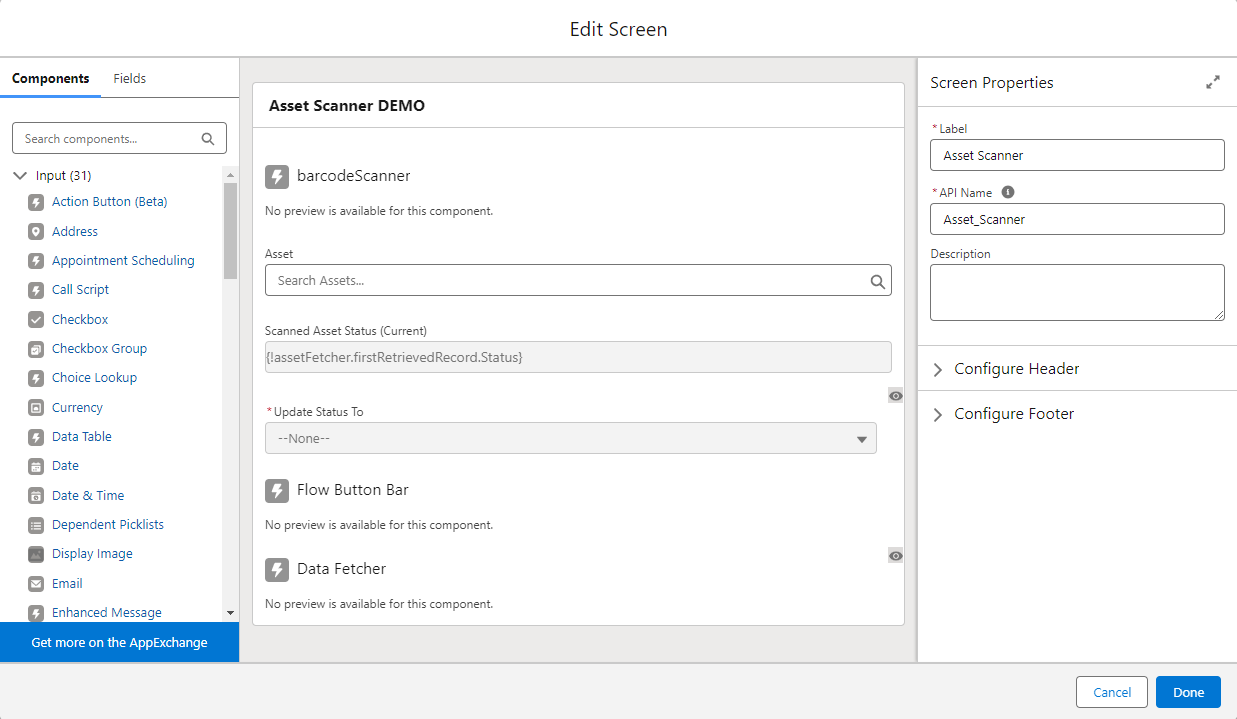 Edit Screen
Components
Fields
Search components...
Input (31)
Action Button (Beta)
Address
Appointment Scheduling
Call Script
Checkbox
Checkbox Group
Choice Lookup
Currency
Data Table
Date
Date & Time
Dependent Picklists
Display Image
Email
Enhanced Message
Get more on the AppExchange
Asset Scanner DEMO
barcodeScanner
No preview is available for this component.
Asset
Search Assets...
Scanned Asset Status (Current)
{!assetFetcher.firstRetrievedRecord.Status}
*Update Status To
--None--
Flow Button Bar
No preview is available for this component.
Data Fetcher
No preview is available for this component.
Screen Properties
*Label
Asset Scanner
*API Name
Asset_Scanner
Description
Configure Header
Configure Footer
Cancel
Done